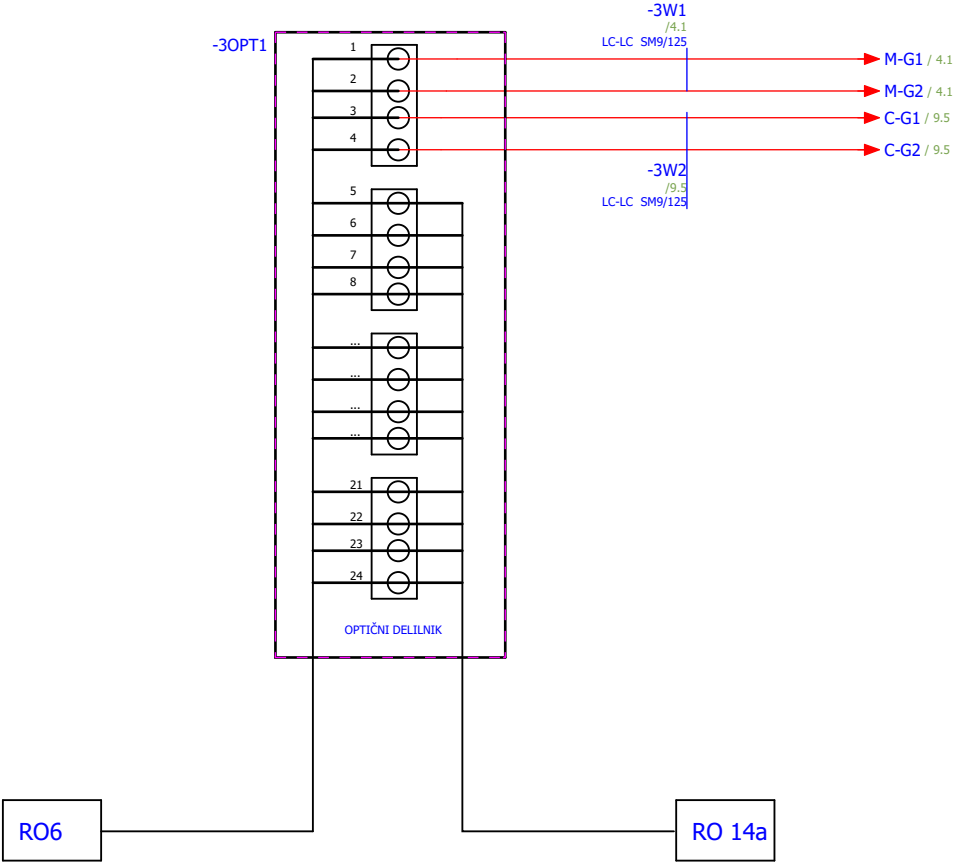 -3W1
/4.1
LC-LC SM9/125
-3OPT1
1
M-G1 / 4.1
2
M-G2 / 4.1
3
C-G1 / 9.5
4
C-G2 / 9.5
-3W2
/9.5
LC-LC SM9/125
5
6
7
8
...
...
...
...
21
22
23
24
OPTIČNI DELILNIK
RO6
RO 14a